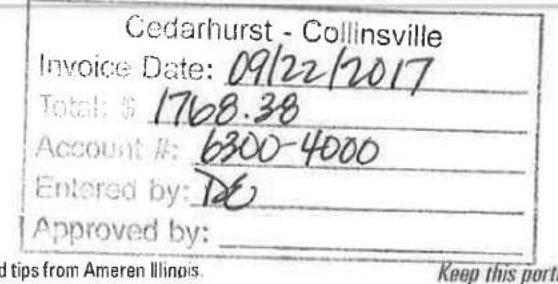 Cedarhurst - Collinsville
Invoice Date: 09/22/2017
Total: $ 1768.38
Account #: 6300-4000
Entered by: DE
Approved by:
d tips from Ameren Illinois.
Keep this porti